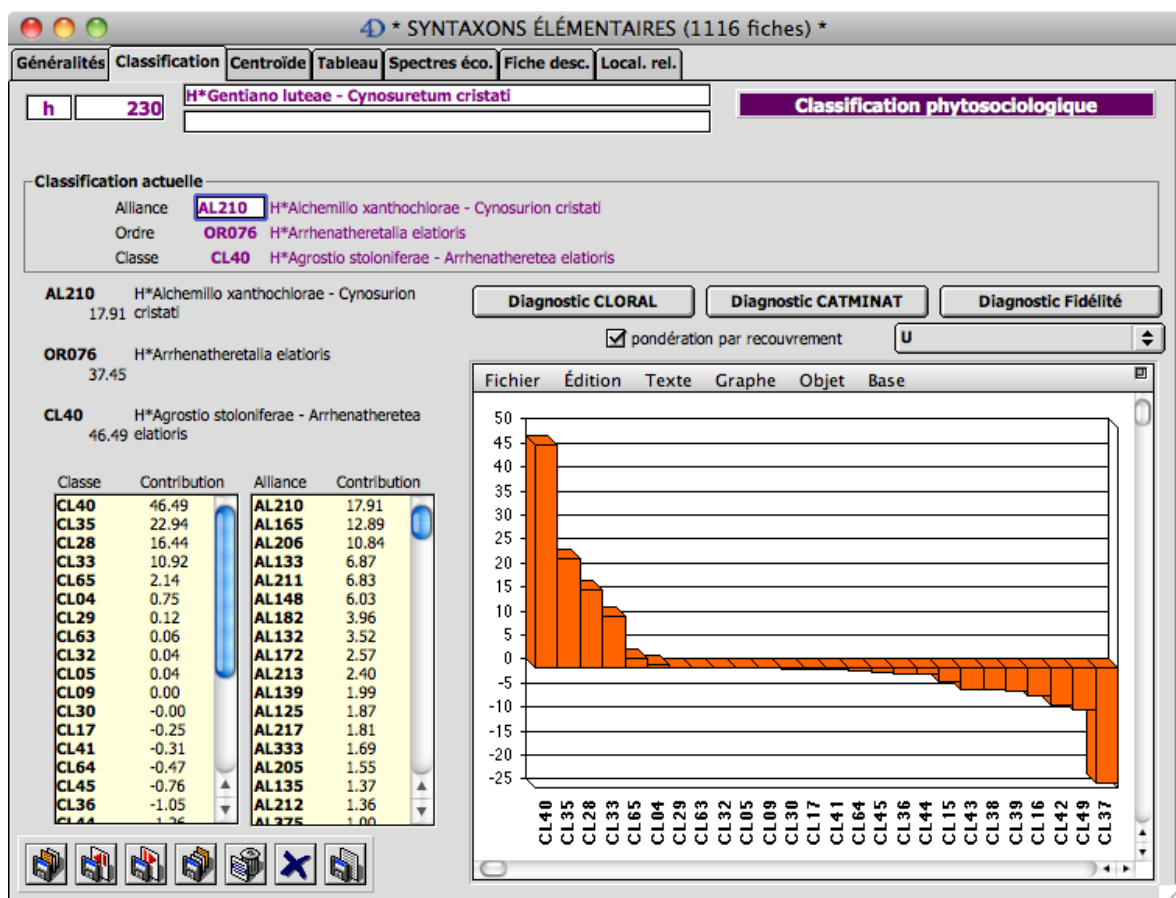 4D * SYNTAXONS ÉLÉMENTAIRES (1116 fiches) *
Généralités Classification Centroïde Tableau Spectres éco. Fiche desc. Local. rel.
h 230 H*Gentiano luteae - Cynosuretum cristati
Classification phytosociologique
Classification actuelle
Alliance AL210 H*Alchemillo xanthochlorae - Cynosurion cristati
Ordre OR076 H*Arrhenatheretalia elatioris
Classe CL40 H*Agrostio stoloniferae - Arrhenatheretea elatioris
AL210 H*Alchemillo xanthochlorae - Cynosurion
17.91 cristati
OR076 H*Arrhenatheretalia elatioris
37.45
CL40 H*Agrostio stoloniferae - Arrhenatheretea
46.49 elatioris
Diagnostic CLORAL Diagnostic CATMINAT Diagnostic Fidélité
pondération par recouvrement U
Classe Contribution Alliance Contribution
CL40 46.49 AL210 17.91
CL35 22.94 AL165 12.89
CL28 16.44 AL206 10.84
CL33 10.92 AL133 6.87
CL65 2.14 AL211 6.83
CL04 0.75 AL148 6.03
CL29 0.12 AL182 3.96
CL63 0.06 AL132 3.52
CL32 0.04 AL172 2.57
CL05 0.04 AL213 2.40
CL09 0.00 AL139 1.99
CL30 -0.00 AL125 1.87
CL17 -0.25 AL217 1.81
CL41 -0.31 AL333 1.69
CL64 -0.47 AL205 1.55
CL45 -0.76 AL135 1.37
CL36 -1.05 AL212 1.36
CL44 -1.26 AL375 1.00
Fichier Édition Texte Graphe Objet Base
50
45
40
35
30
25
20
15
10
5
0
-5
-10
-15
-20
-25
CL40 CL35 CL28 CL33 CL65 CL04 CL29 CL63 CL32 CL05 CL09 CL30 CL17 CL41 CL64 CL45 CL36 CL44 CL15 CL43 CL38 CL39 CL16 CL42 CL49 CL37